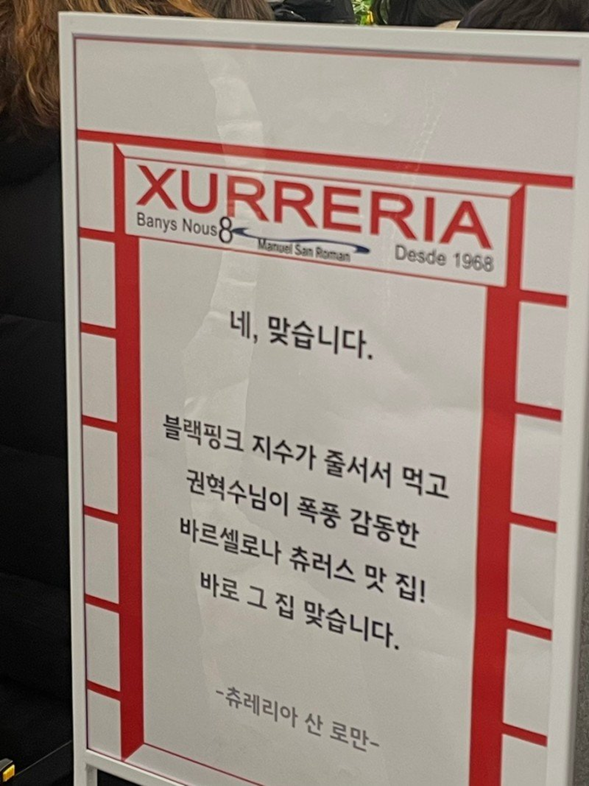 XURRERIA
Banys Nous 8
Manuel San Roman
Desde 1968
네, 맞습니다.
블랙핑크 지수가 줄서서 먹고
권혁수님이 폭풍 감동한
바르셀로나 츄러스 맛 집!
바로 그 집 맞습니다.
-츄레리아 산 로만-